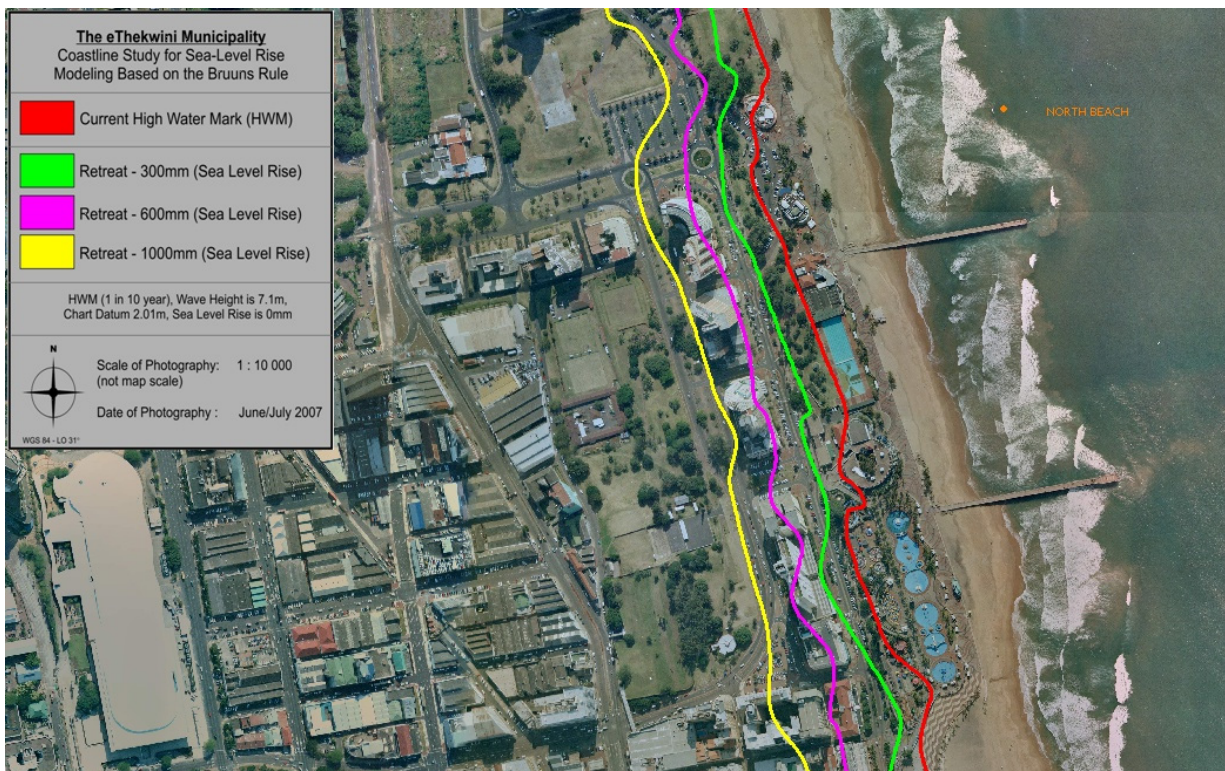 The eThekwini Municipality
Coastline Study for Sea-Level Rise
Modeling Based on the Bruuns Rule
Current High Water Mark (HWM)
Retreat - 300mm (Sea Level Rise)
Retreat - 600mm (Sea Level Rise)
Retreat - 1000mm (Sea Level Rise)
HWM (1 in 10 year), Wave Height is 7.1m,
Chart Datum 2.01m, Sea Level Rise is 0mm
N
Scale of Photography: 1 : 10 000
(not map scale)
Date of Photography : June/July 2007
WGS 84 - LO 31°
NORTH BEACH